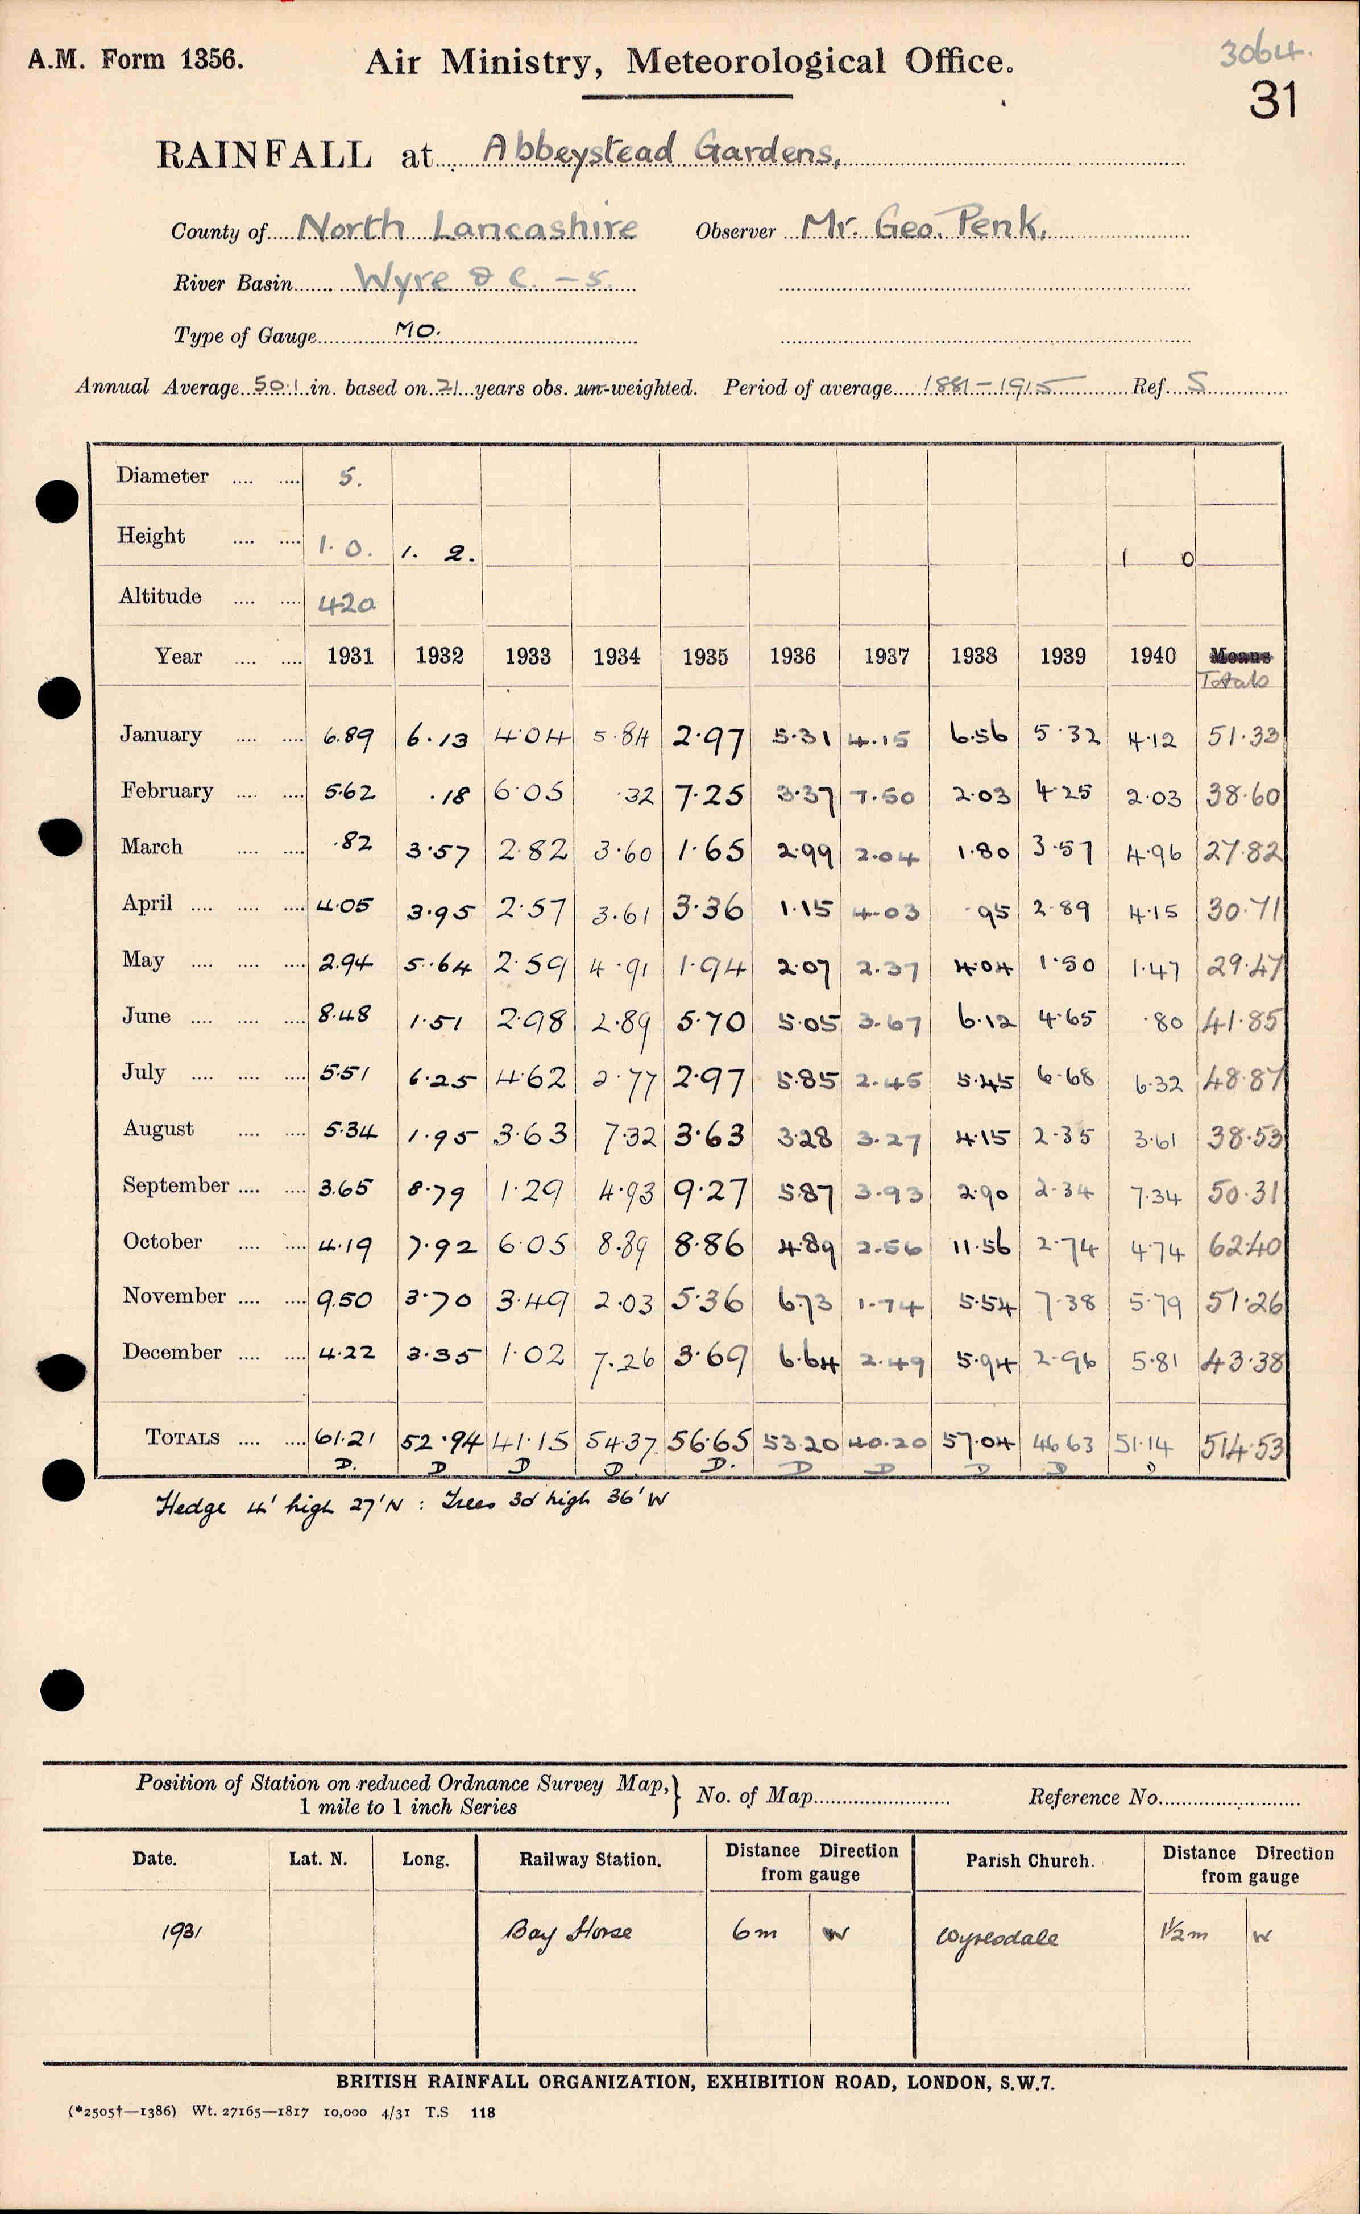 A.M. Form 1356. Air Ministry, Meteorological Office. 3064.
31
RAINFALL at Abbeystead Gardens,
County of North Lancashire Observer Mr. Geo. Penk,
River Basin Wyre & C. - 5.
Type of Gauge MO.
Annual Average 50.1 in. based on 21 years obs. un-weighted. Period of average 1881-1915 Ref. S
Diameter .... .... 5.
Height .... .... 1. 0. 1. 2. 1 0
Altitude .... .... 420
Year .... .... 1931 1932 1933 1934 1935 1936 1937 1938 1939 1940 Means
Totals
January .... .... 6.89 6.13 4.04 5.84 2.97 5.31 4.15 6.56 5.32 4.12 51.33
February .... .... 5.62 .18 6.05 .32 7.25 3.37 7.50 2.03 4.25 2.03 38.60
March .... .... .82 3.57 2.82 3.60 1.65 2.99 2.04 1.80 3.57 4.96 27.82
April .... .... .... 4.05 3.95 2.57 3.61 3.36 1.15 4.03 .95 2.89 4.15 30.71
May .... .... .... 2.94 5.64 2.59 4.91 1.94 2.07 2.37 4.04 1.50 1.47 29.47
June .... .... .... 8.48 1.51 2.98 2.89 5.70 5.05 3.67 6.12 4.65 .80 41.85
July .... .... .... 5.51 6.25 4.62 2.77 2.97 5.85 2.45 5.45 6.68 6.32 48.87
August .... .... 5.34 1.95 3.63 7.32 3.63 3.28 3.27 4.15 2.35 3.61 38.53
September .... .... 3.65 8.79 1.29 4.93 9.27 5.87 3.93 2.90 2.34 7.34 50.31
October .... .... 4.19 7.92 6.05 8.89 8.86 4.89 2.56 11.56 2.74 4.74 62.40
November .... .... 9.50 3.70 3.49 2.03 5.36 6.73 1.74 5.54 7.38 5.79 51.26
December .... .... 4.22 3.35 1.02 7.26 3.69 6.64 2.49 5.94 2.96 5.81 43.38
TOTALS .... .... 61.21 52.94 41.15 54.37 56.65 53.20 40.20 57.04 46.63 51.14 514.53
D. D D D. D. D D D D D
Hedge 4' high 27'N : Trees 30' high 36'W
Position of Station on reduced Ordnance Survey Map, } No. of Map Reference No.
1 mile to 1 inch Series
Date. Lat. N. Long. Railway Station. Distance Direction from gauge Parish Church. Distance Direction from gauge
1931 Bay Horse 6m W Wyresdale 1½m W
BRITISH RAINFALL ORGANIZATION, EXHIBITION ROAD, LONDON, S.W.7.
(*2505†—1386) Wt. 27165—1817 10,000 4/31 T.S 118